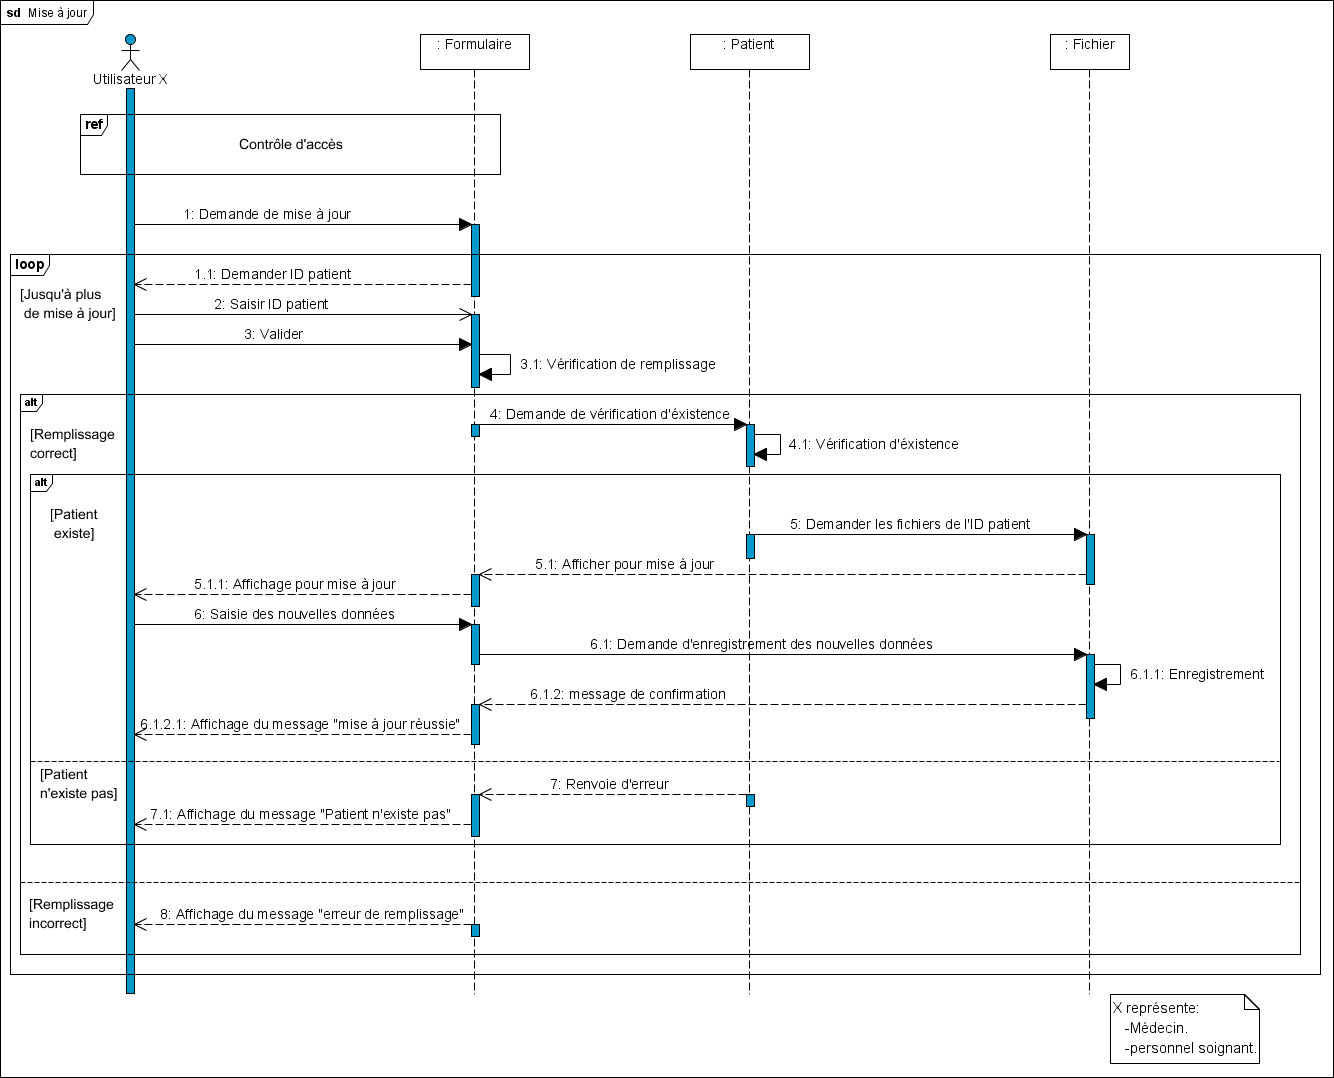 sd Mise à jour
: Formulaire
: Patient
: Fichier
Utilisateur X
ref
Contrôle d'accès
1: Demande de mise à jour
loop
[Jusqu'à plus
de mise à jour]
1.1: Demander ID patient
2: Saisir ID patient
3: Valider
3.1: Vérification de remplissage
alt
[Remplissage
correct]
4: Demande de vérification d'éxistence
4.1: Vérification d'éxistence
alt
[Patient
existe]
5: Demander les fichiers de l'ID patient
5.1: Afficher pour mise à jour
5.1.1: Affichage pour mise à jour
6: Saisie des nouvelles données
6.1: Demande d'enregistrement des nouvelles données
6.1.1: Enregistrement
6.1.2: message de confirmation
6.1.2.1: Affichage du message "mise à jour réussie"
[Patient
n'existe pas]
7: Renvoie d'erreur
7.1: Affichage du message "Patient n'existe pas"
[Remplissage
incorrect]
8: Affichage du message "erreur de remplissage"
X représente:
-Médecin.
-personnel soignant.